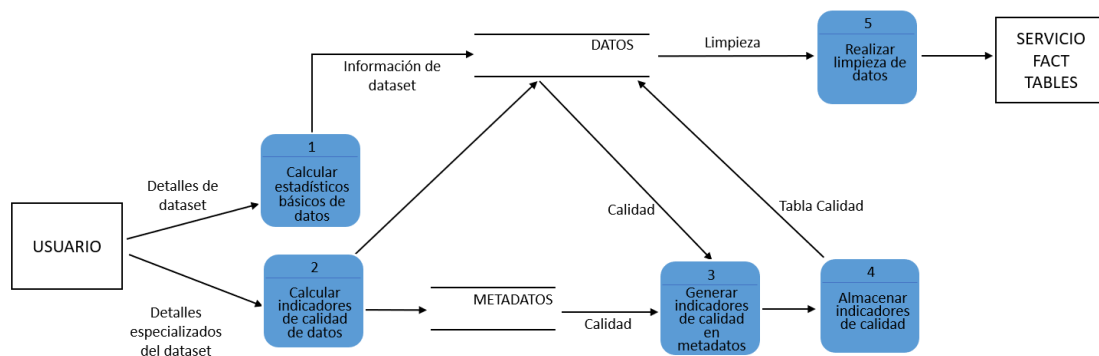 DATOS
Limpieza
5
Realizar
limpieza de
datos
SERVICIO
FACT
TABLES
Información de
dataset
1
Calcular
estadísticos
básicos de
datos
Detalles de
dataset
USUARIO
Calidad
Tabla Calidad
2
Calcular
indicadores
de calidad
de datos
METADATOS
Calidad
3
Generar
indicadores
de calidad
en
metadatos
4
Almacenar
indicadores
de calidad
Detalles
especializados
del dataset